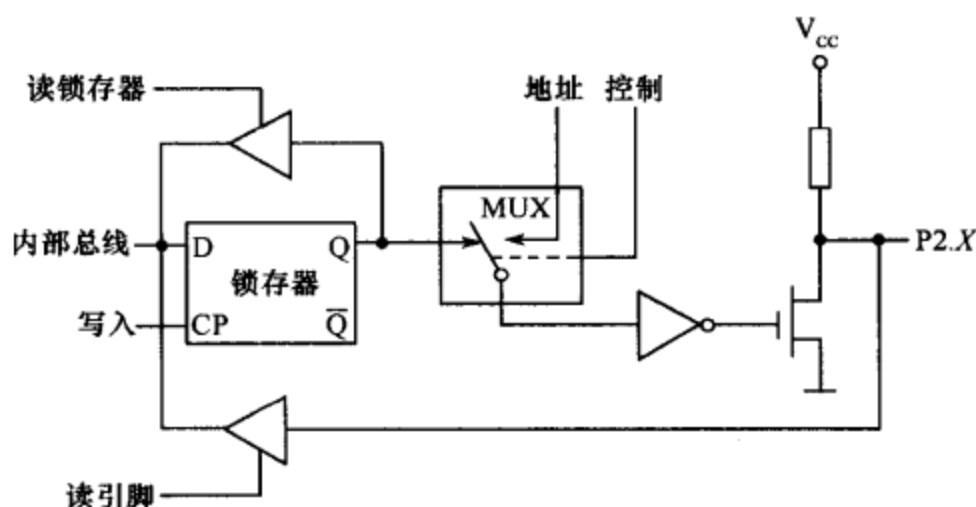 V_CC
读锁存器
地址 控制
MUX
内部总线
D
Q
P2.X
锁存器
写入
CP
Q̅
读引脚